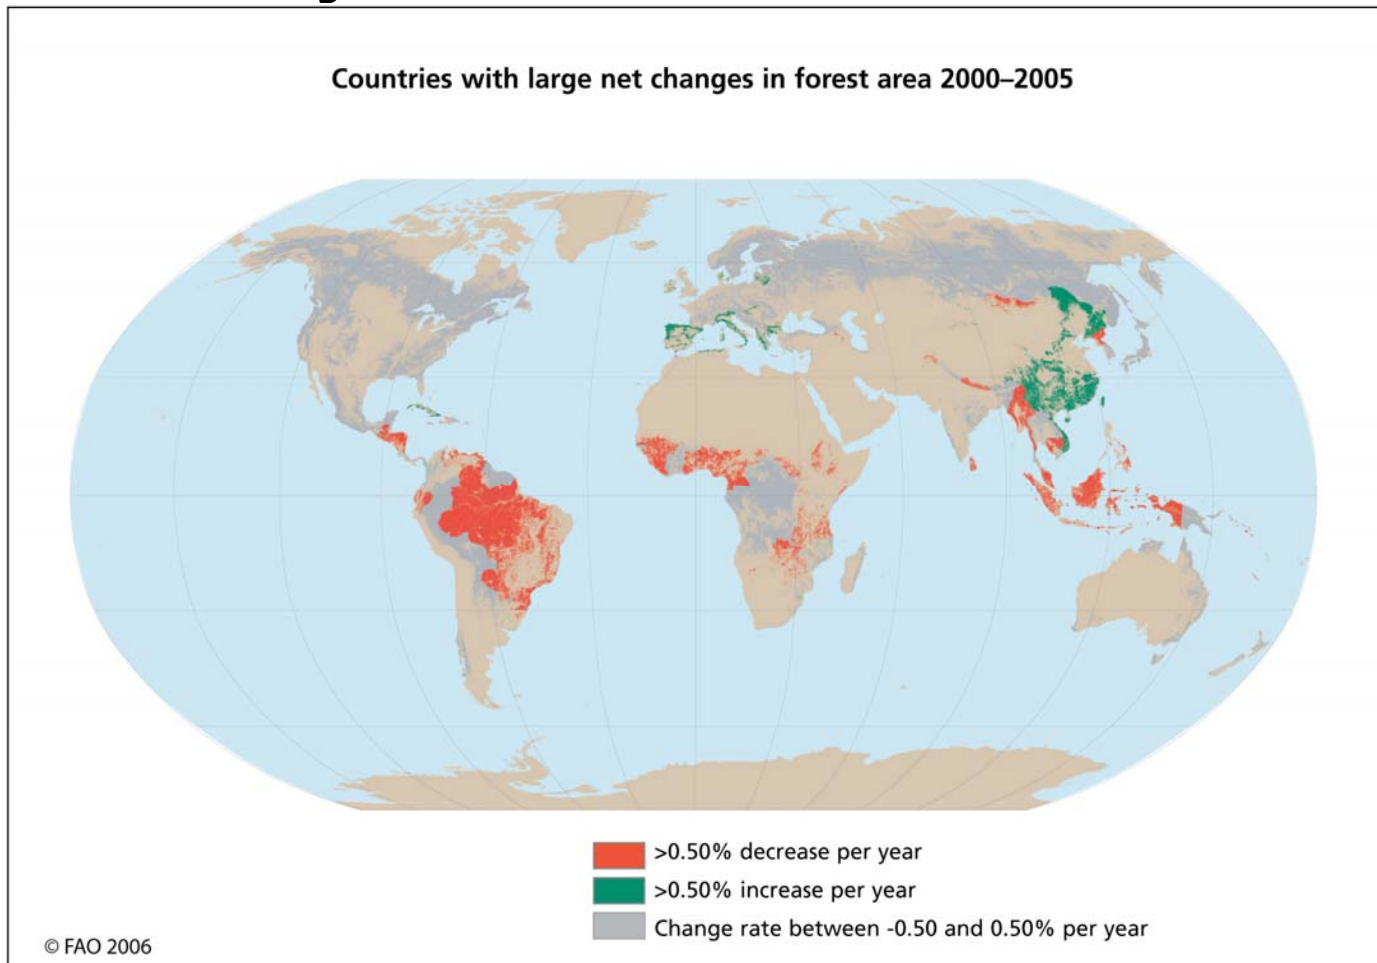 Countries with large net changes in forest area 2000–2005
>0.50% decrease per year
>0.50% increase per year
Change rate between -0.50 and 0.50% per year
© FAO 2006